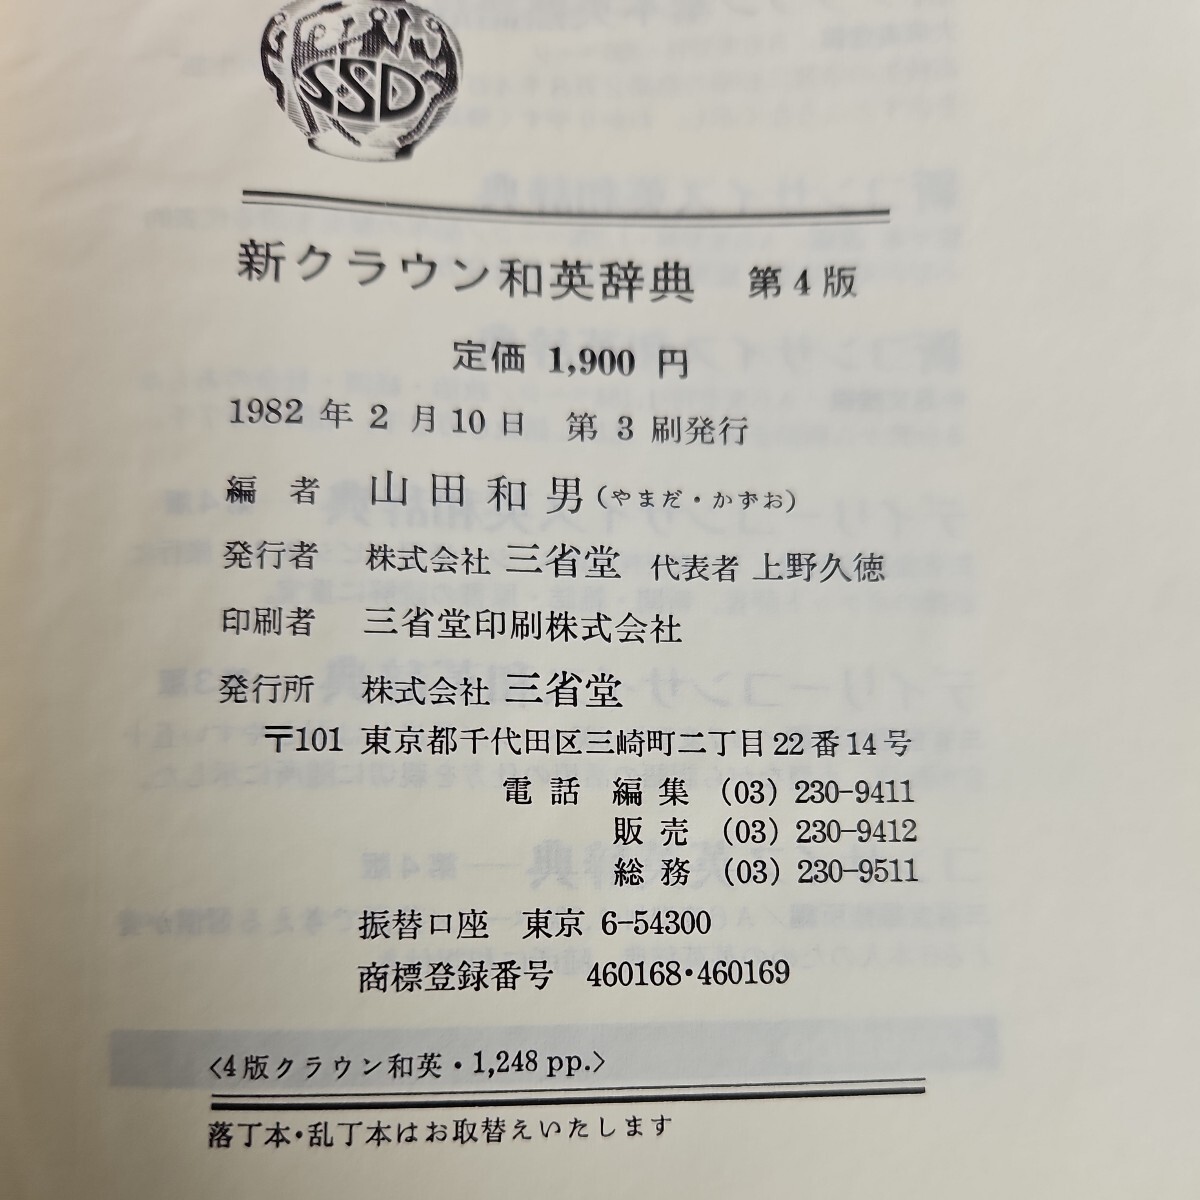 SSD
新クラウン和英辞典 第4版
定価 1,900 円
1982 年 2 月 10 日 第 3 刷発行
編 者 山田和男(やまだ・かずお)
発行者 株式会社 三省堂 代表者 上野久徳
印刷者 三省堂印刷株式会社
発行所 株式会社 三省堂
〒101 東京都千代田区三崎町二丁目22番14号
電話 編集 (03) 230-9411
販売 (03) 230-9412
総務 (03) 230-9511
振替口座 東京 6-54300
商標登録番号 460168・460169
〈4版クラウン和英・1,248 pp.〉
落丁本・乱丁本はお取替えいたします